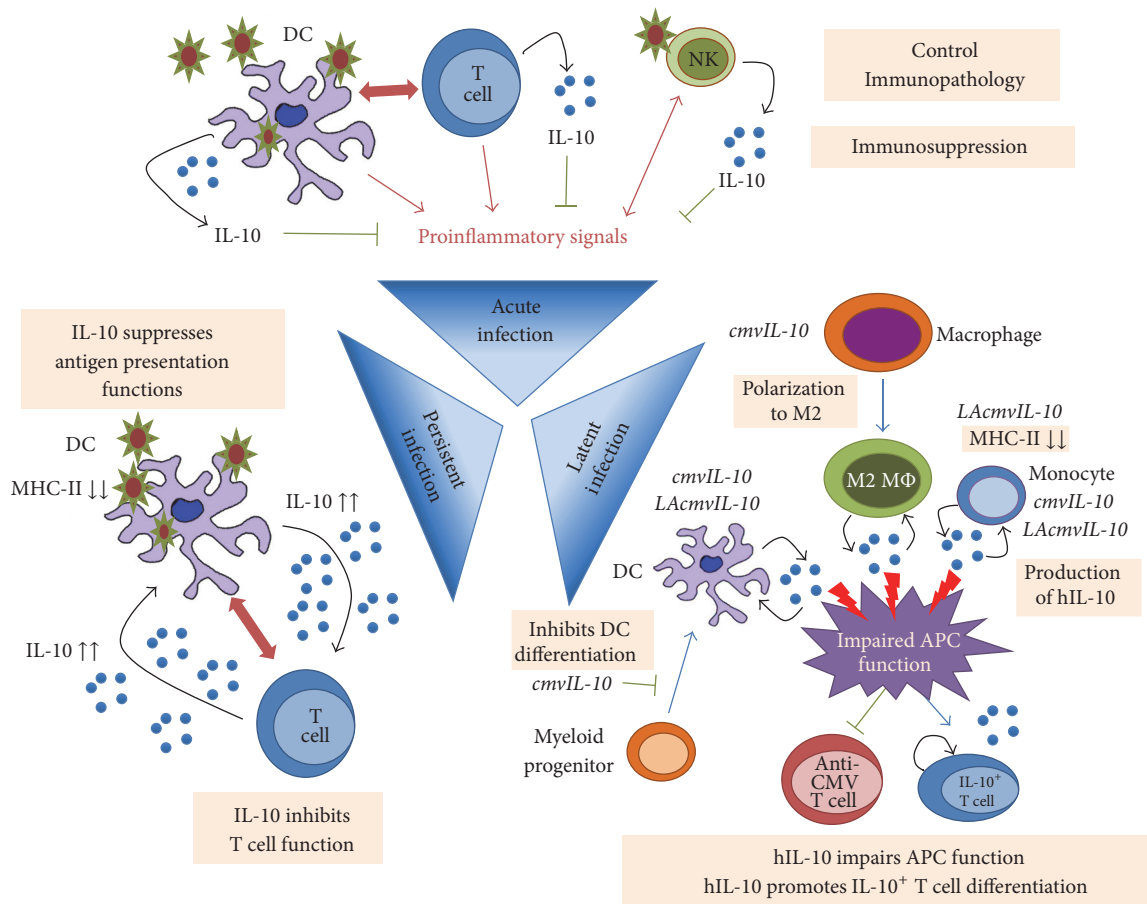 DC
T
cell
NK
Control
Immunopathology
IL-10
Immunosuppression
IL-10
IL-10
Proinflammatory signals
Acute
infection
Persistent
infection
Latent
infection
IL-10 suppresses
antigen presentation
functions
DC
MHC-II ↓↓
IL-10 ↑↑
IL-10 ↑↑
T
cell
IL-10 inhibits
T cell function
cmvIL-10
Macrophage
Polarization
to M2
LAcmvIL-10
MHC-II ↓↓
M2 MΦ
Monocyte
cmvIL-10
LAcmvIL-10
cmvIL-10
LAcmvIL-10
DC
Production
of hIL-10
Inhibits DC
differentiation
cmvIL-10
Impaired APC
function
Myeloid
progenitor
Anti-
CMV
T cell
IL-10⁺
T cell
hIL-10 impairs APC function
hIL-10 promotes IL-10⁺ T cell differentiation